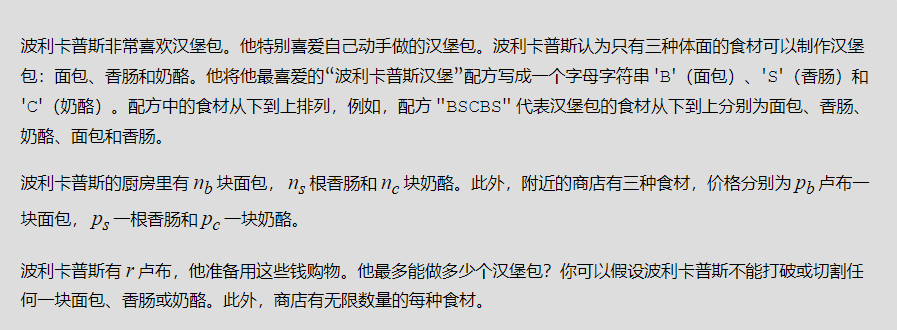 波利卡普斯非常喜欢汉堡包。他特别喜爱自己动手做的汉堡包。波利卡普斯认为只有三种体面的食材可以制作汉堡
包：面包、香肠和奶酪。他将他最喜爱的“波利卡普斯汉堡”配方写成一个字母字符串 'B'（面包）、'S'（香肠）和
'C'（奶酪）。配方中的食材从下到上排列，例如，配方 "BSCBS" 代表汉堡包的食材从下到上分别为面包、香肠、
奶酪、面包和香肠。
波利卡普斯的厨房里有 n_b 块面包， n_s 根香肠和 n_c 块奶酪。此外，附近的商店有三种食材，价格分别为 p_b 卢布一
块面包， p_s 一根香肠和 p_c 一块奶酪。
波利卡普斯有 r 卢布，他准备用这些钱购物。他最多能做多少个汉堡包？你可以假设波利卡普斯不能打破或切割任
何一块面包、香肠或奶酪。此外，商店有无限数量的每种食材。